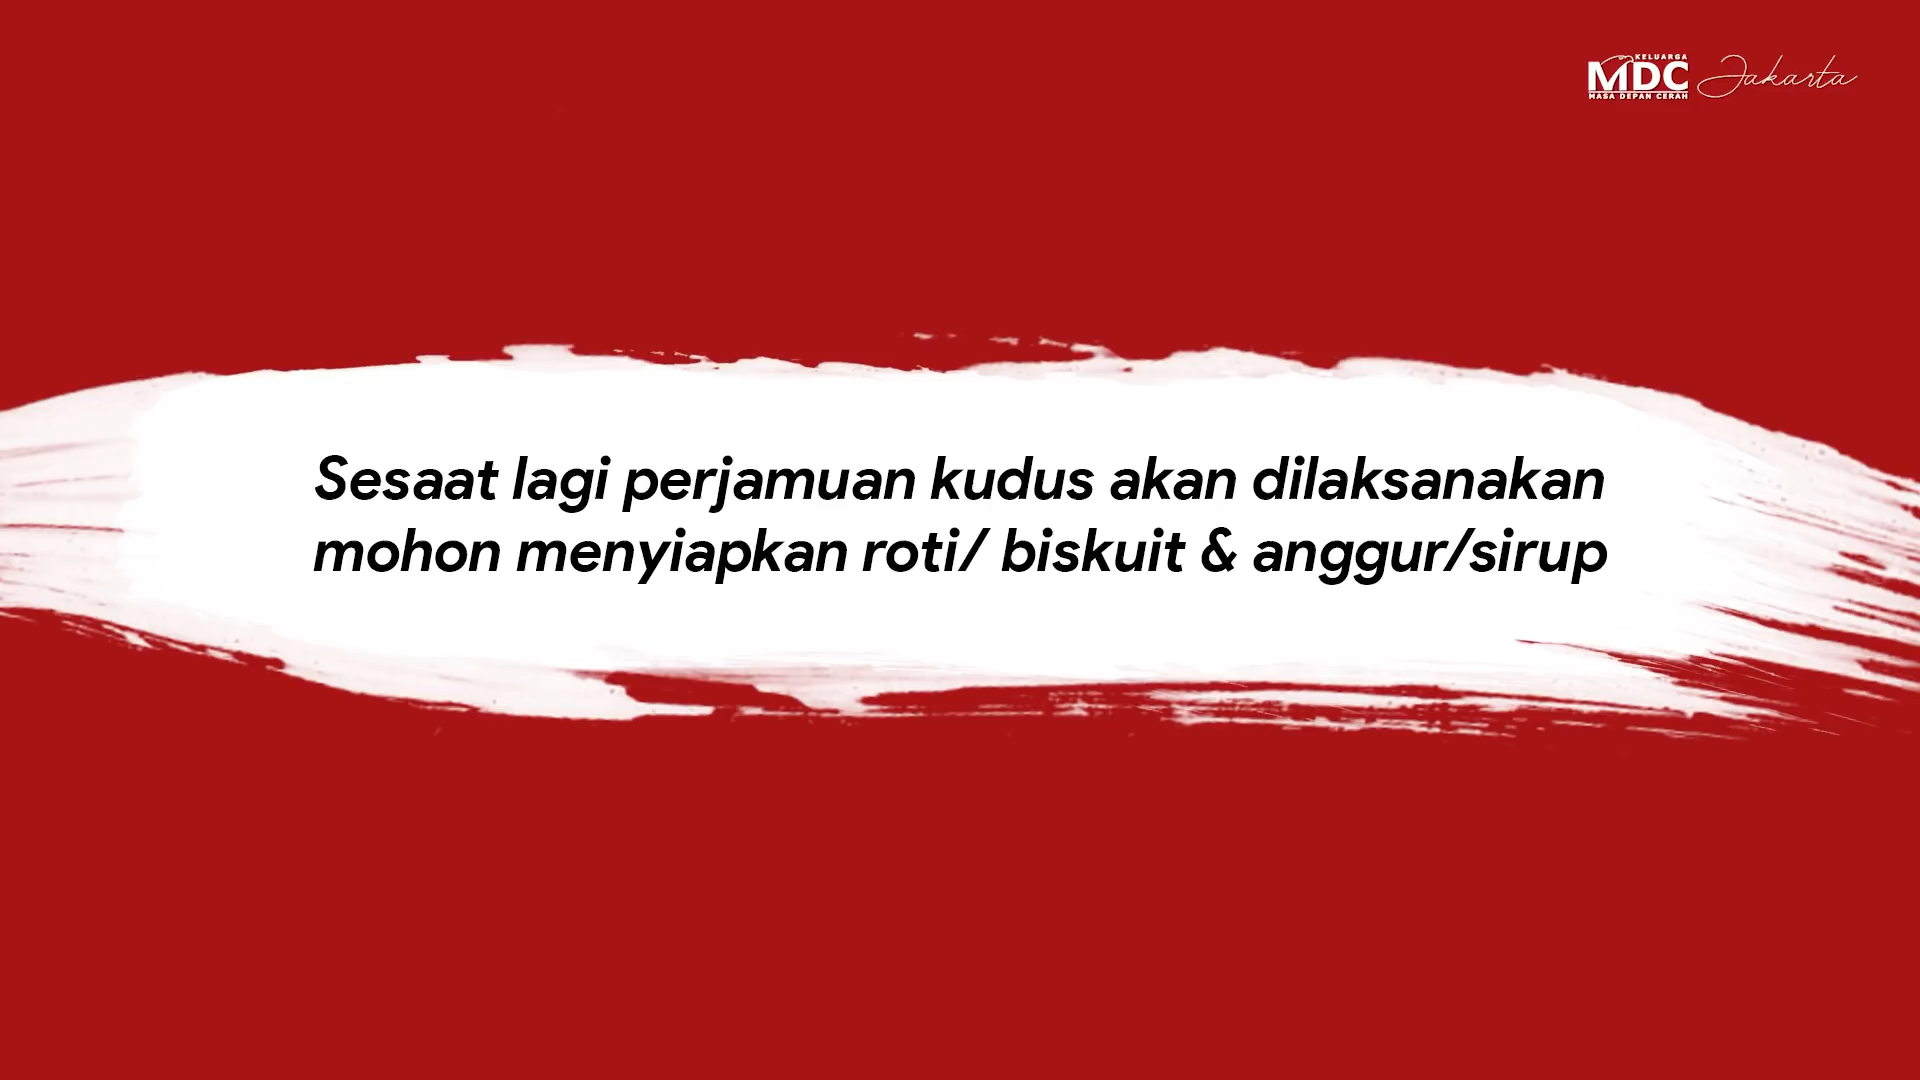 KELUARGA
MDC Jakarta
MASA DEPAN CERAH
Sesaat lagi perjamuan kudus akan dilaksanakan
mohon menyiapkan roti/ biskuit & anggur/sirup